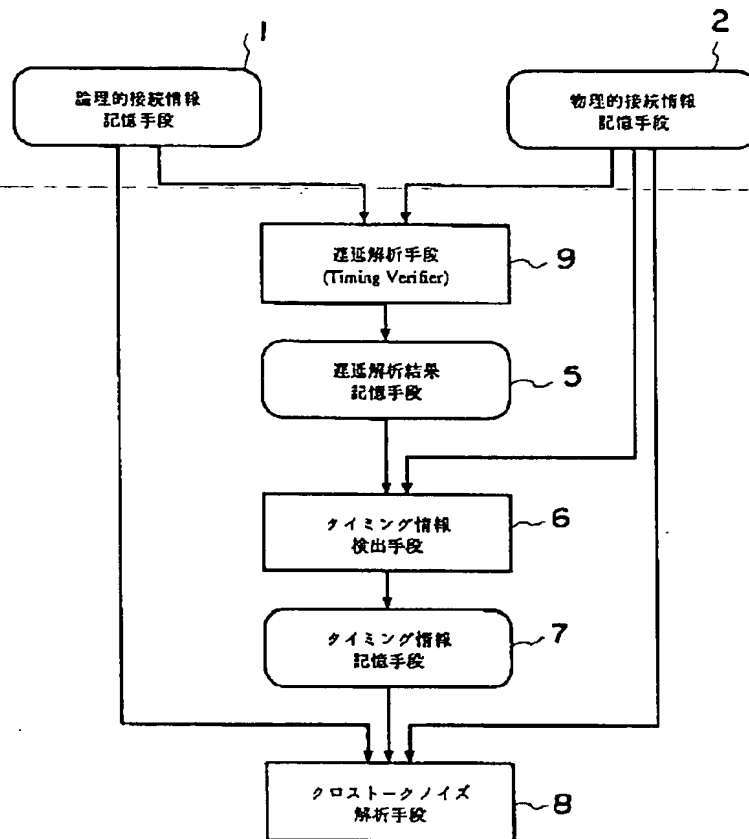 1
2
論理的接続情報
記憶手段
物理的接続情報
記憶手段
遅延解析手段
(Timing Verifier)
9
遅延解析結果
記憶手段
5
タイミング情報
検出手段
6
タイミング情報
記憶手段
7
クロストークノイズ
解析手段
8